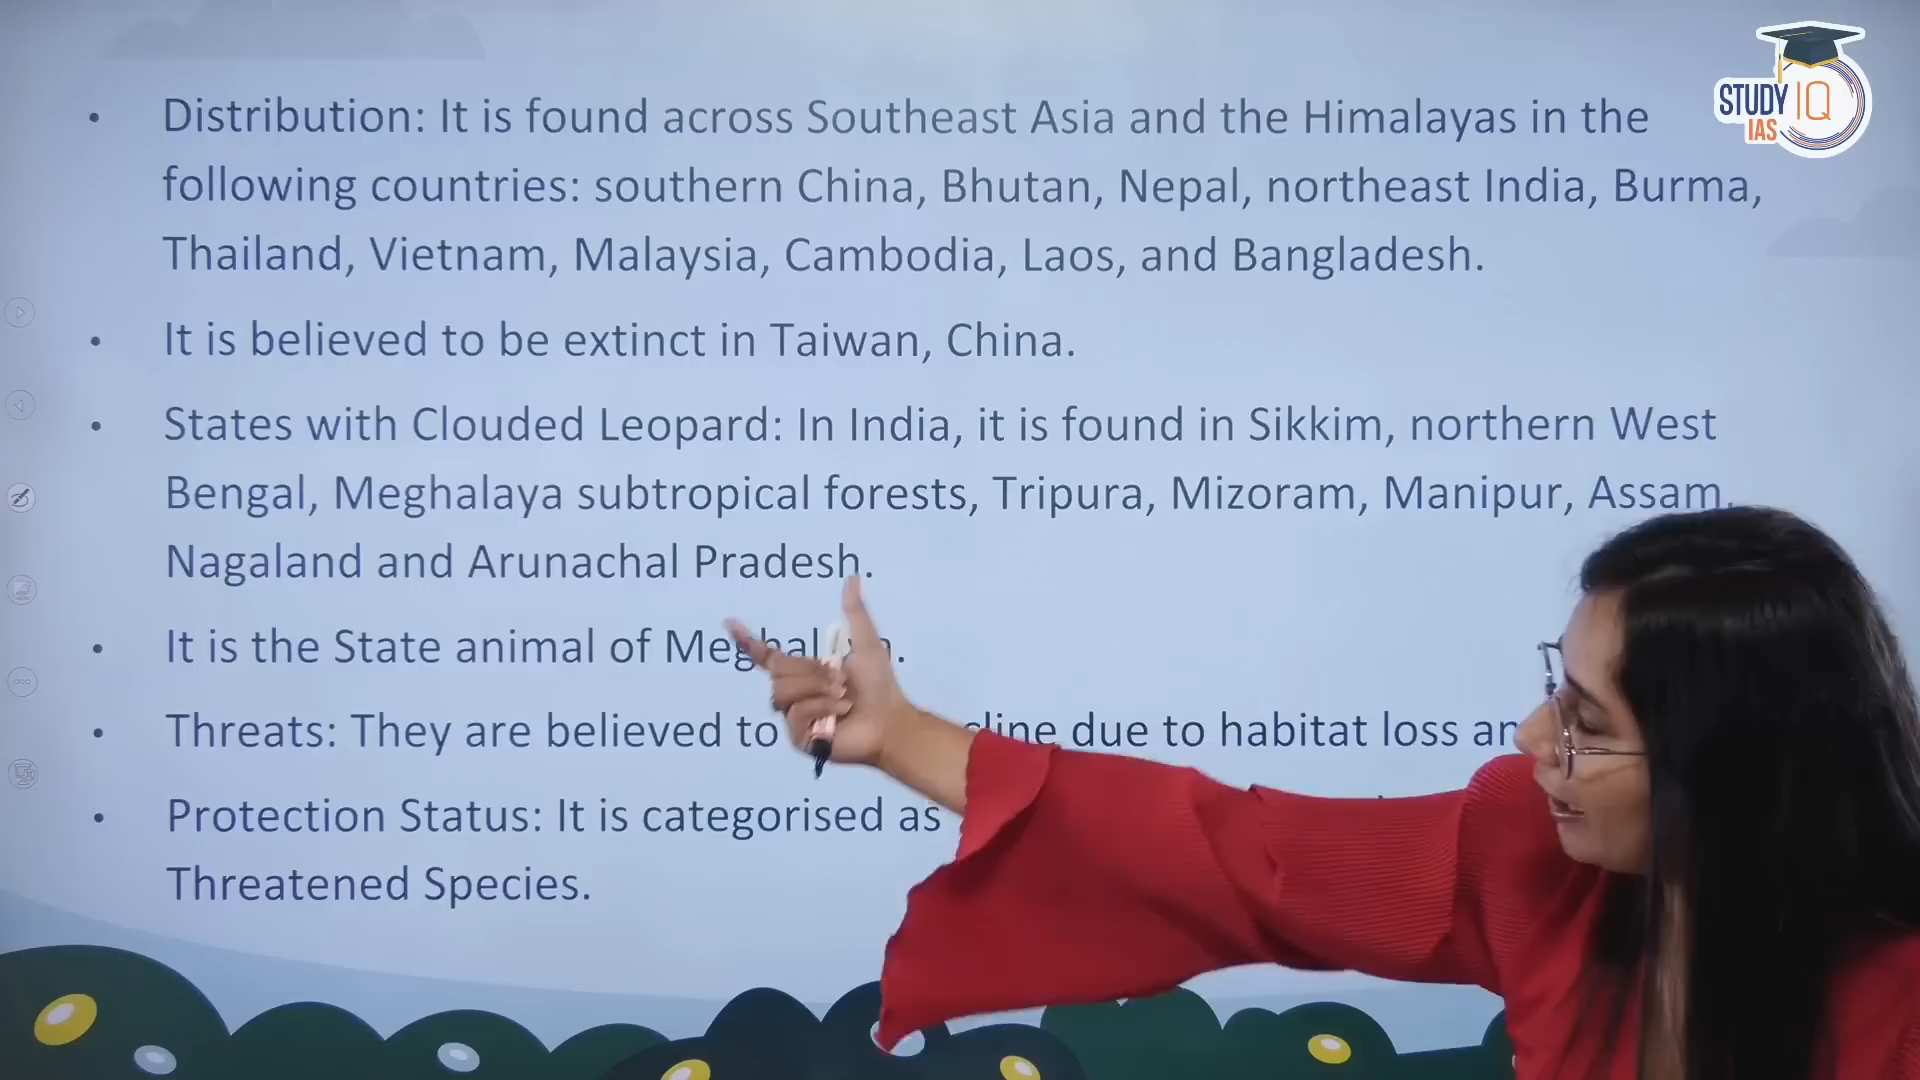 STUDY IQ
IAS
• Distribution: It is found across Southeast Asia and the Himalayas in the
following countries: southern China, Bhutan, Nepal, northeast India, Burma,
Thailand, Vietnam, Malaysia, Cambodia, Laos, and Bangladesh.
• It is believed to be extinct in Taiwan, China.
• States with Clouded Leopard: In India, it is found in Sikkim, northern West
Bengal, Meghalaya subtropical forests, Tripura, Mizoram, Manipur, Assam,
Nagaland and Arunachal Pradesh.
• It is the State animal of
• Threats: They are believed to due to habitat loss
• Protection Status: It is categorised as
Threatened Species.